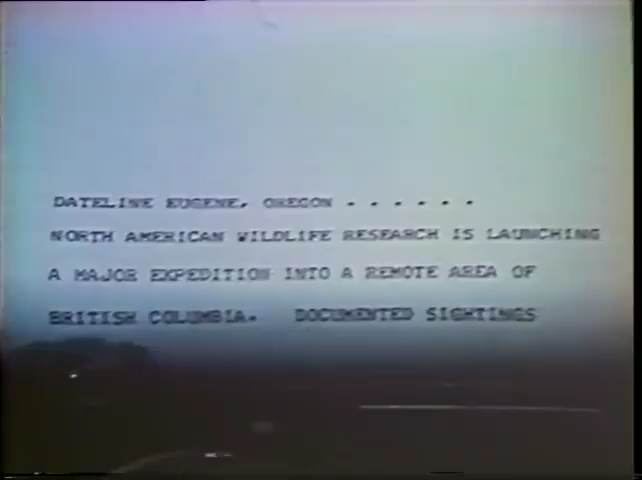 DATELINE EUGENE, OREGON . . . . . .
NORTH AMERICAN WILDLIFE RESEARCH IS LAUNCHING
A MAJOR EXPEDITION INTO A REMOTE AREA OF
BRITISH COLUMBIA. DOCUMENTED SIGHTINGS